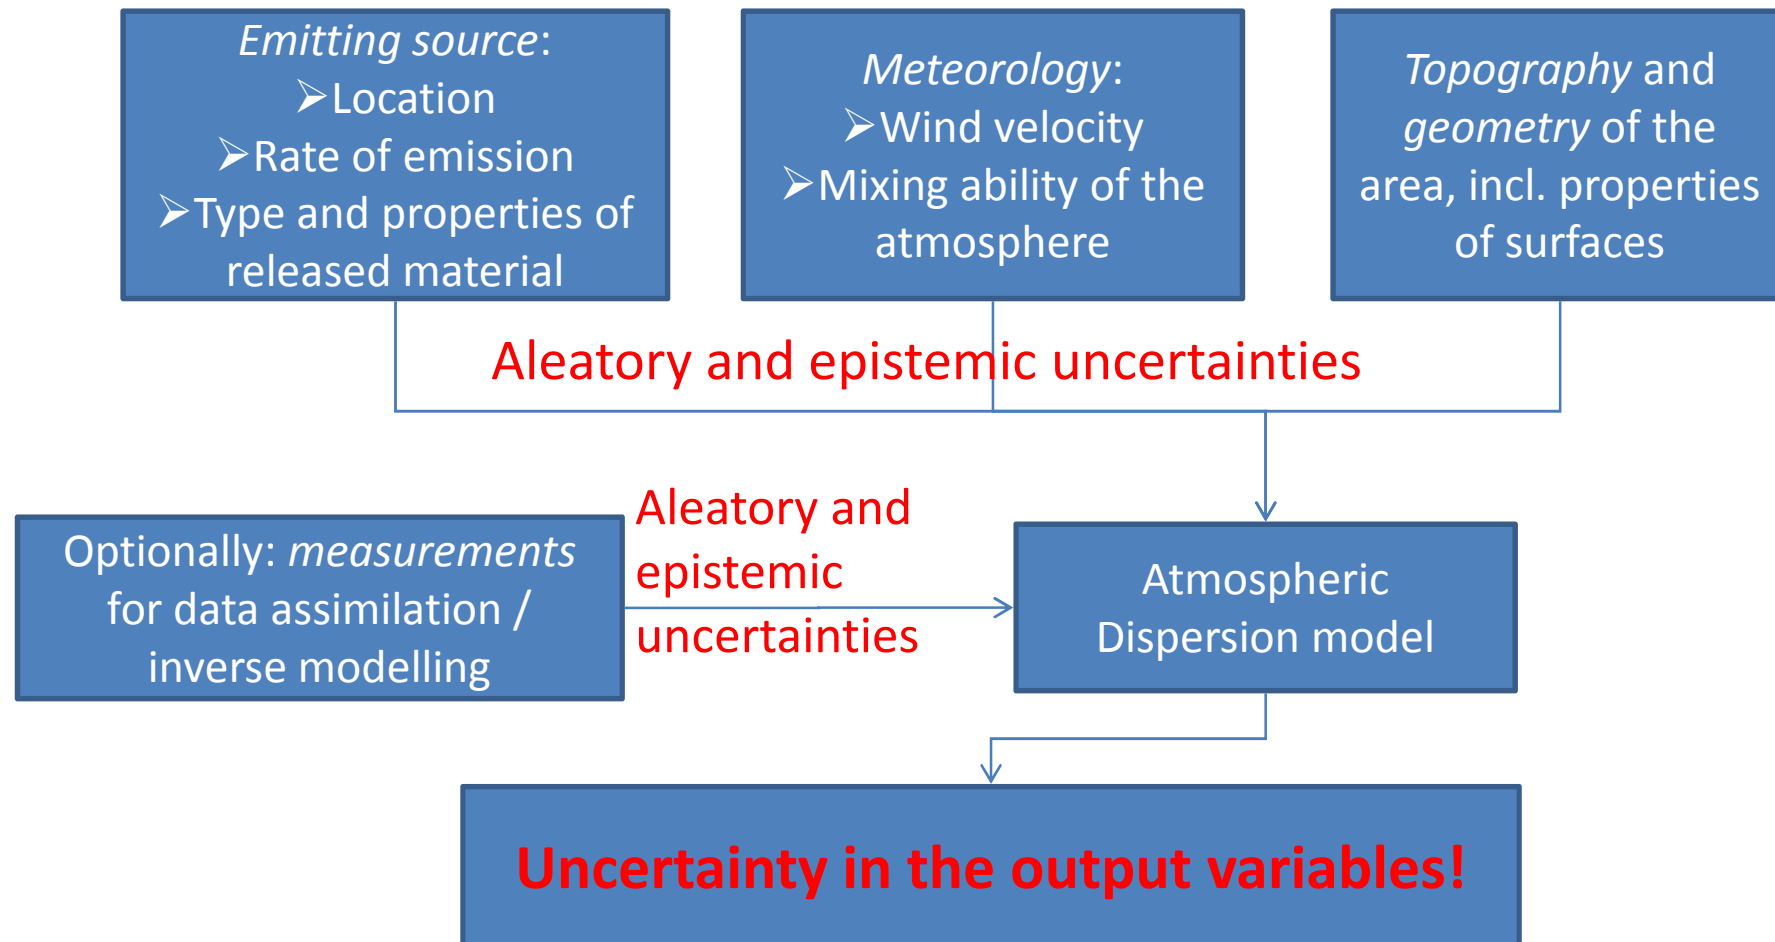 Emitting source:
➢Location
➢Rate of emission
➢Type and properties of
released material
Meteorology:
➢Wind velocity
➢Mixing ability of the
atmosphere
Topography and
geometry of the
area, incl. properties
of surfaces
Aleatory and epistemic uncertainties
Optionally: measurements
for data assimilation /
inverse modelling
Aleatory and
epistemic
uncertainties
Atmospheric
Dispersion model
Uncertainty in the output variables!